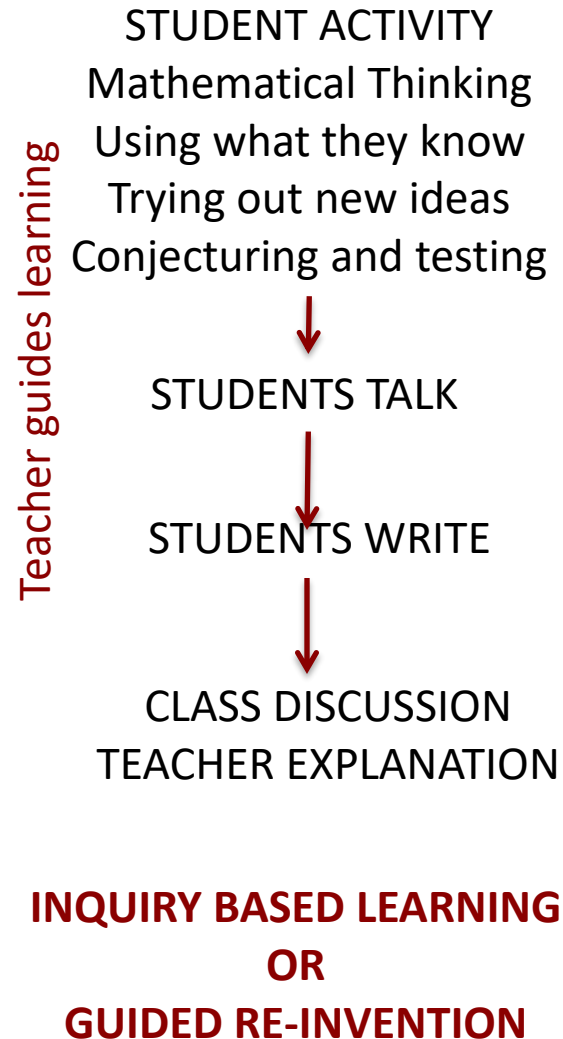 STUDENT ACTIVITY
Mathematical Thinking
Using what they know
Trying out new ideas
Conjecturing and testing
Teacher guides learning
STUDENTS TALK
STUDENTS WRITE
CLASS DISCUSSION
TEACHER EXPLANATION
INQUIRY BASED LEARNING
OR
GUIDED RE-INVENTION